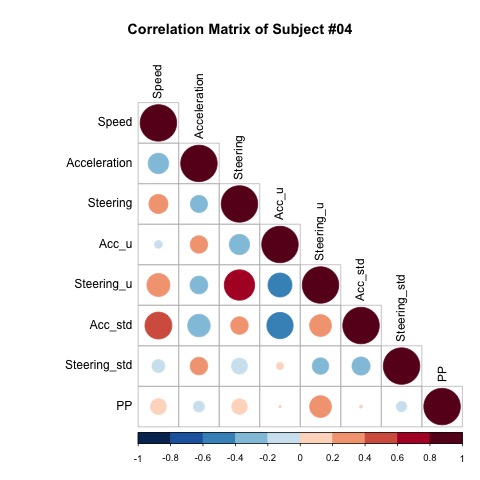 Correlation Matrix of Subject #04
Speed
Acceleration
Steering
Acc_u
Steering_u
Acc_std
Steering_std
PP
Speed
Acceleration
Steering
Acc_u
Steering_u
Acc_std
Steering_std
PP
-1 -0.8 -0.6 -0.4 -0.2 0 0.2 0.4 0.6 0.8 1